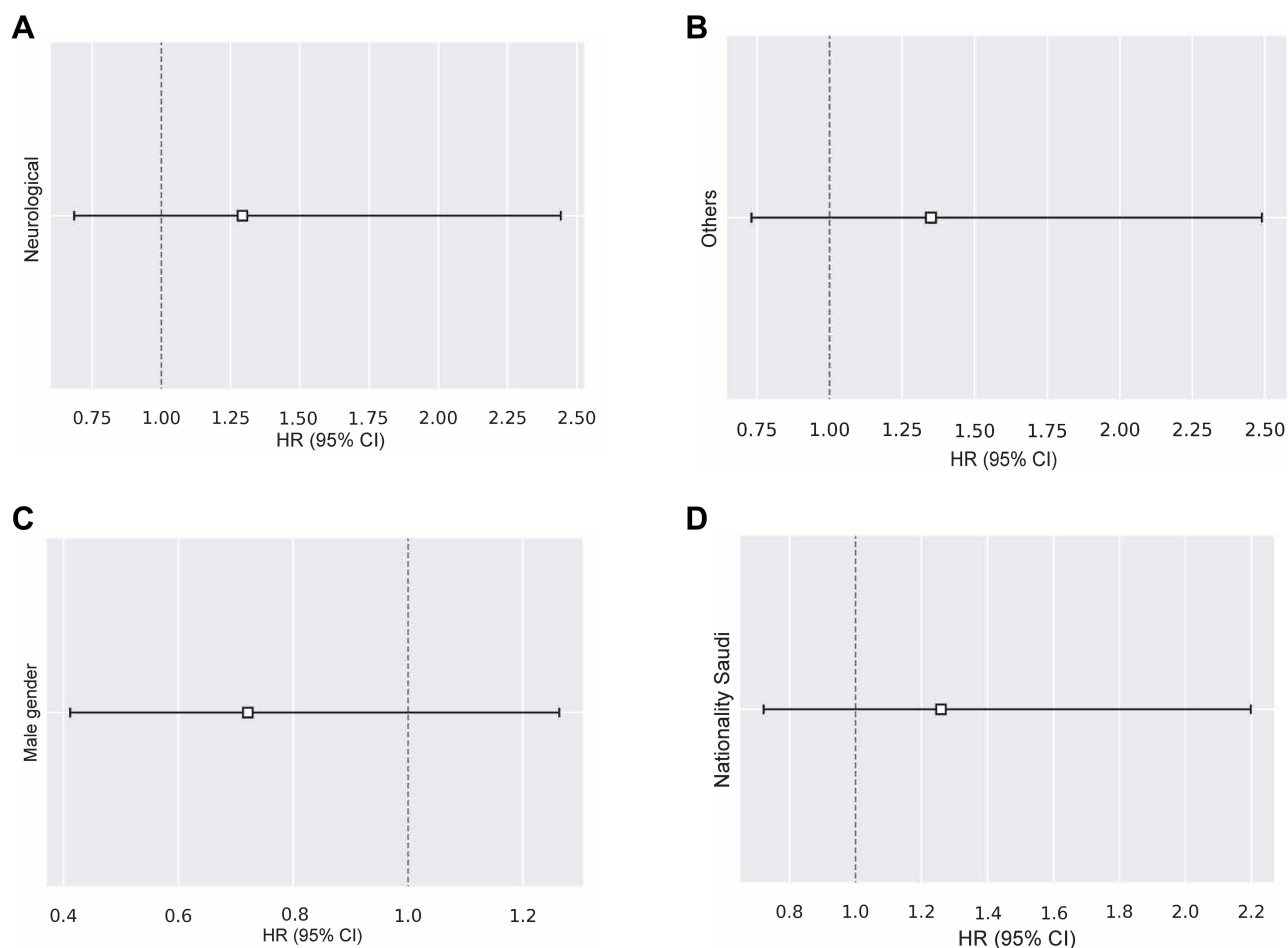 A
Neurological
0.75 1.00 1.25 1.50 1.75 2.00 2.25 2.50
HR (95% CI)
B
Others
0.75 1.00 1.25 1.50 1.75 2.00 2.25 2.50
HR (95% CI)
C
Male gender
0.4 0.6 0.8 1.0 1.2
HR (95% CI)
D
Nationality Saudi
0.8 1.0 1.2 1.4 1.6 1.8 2.0 2.2
HR (95% CI)